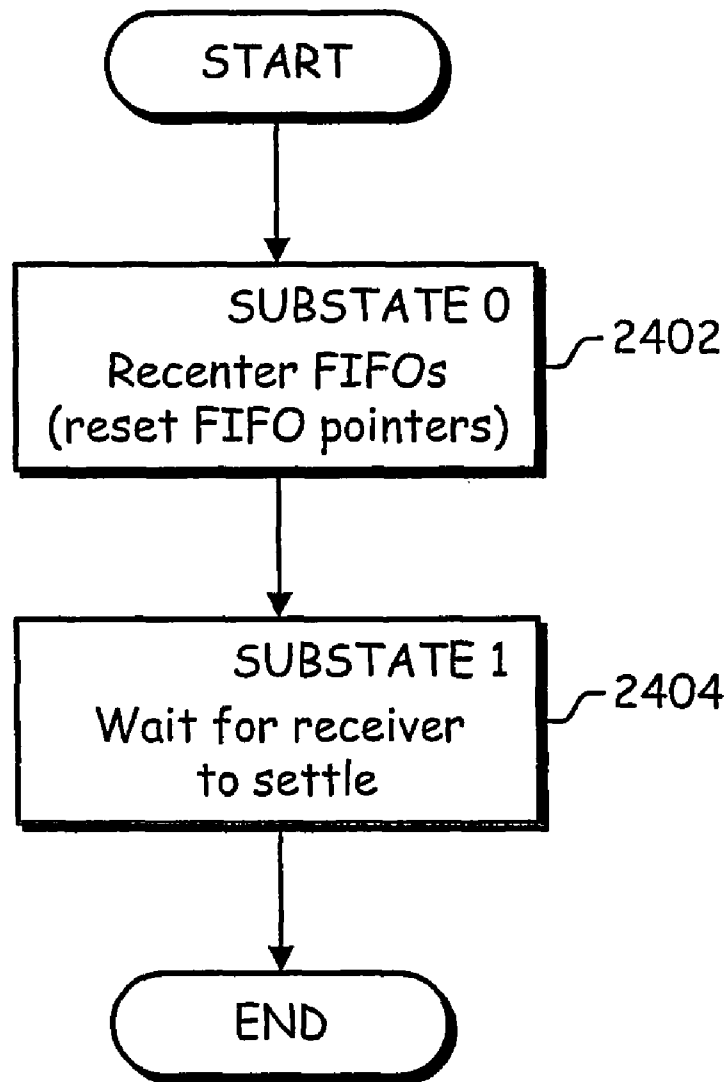 START
SUBSTATE 0
Recenter FIFOs
(reset FIFO pointers)
2402
SUBSTATE 1
Wait for receiver
to settle
2404
END